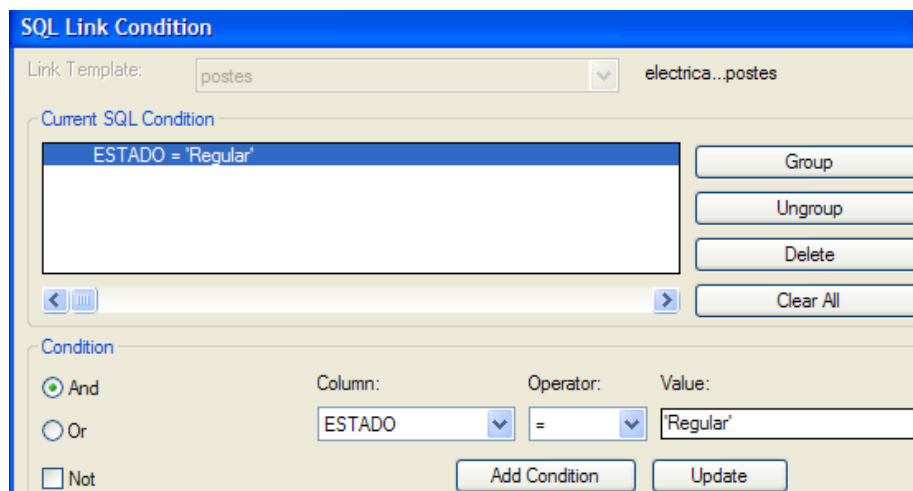 SQL Link Condition
Link Template: postes electrica...postes
Current SQL Condition
ESTADO = 'Regular'
Group
Ungroup
Delete
Clear All
Condition
And
Or
Not
Column: Operator: Value:
ESTADO = 'Regular'
Add Condition Update